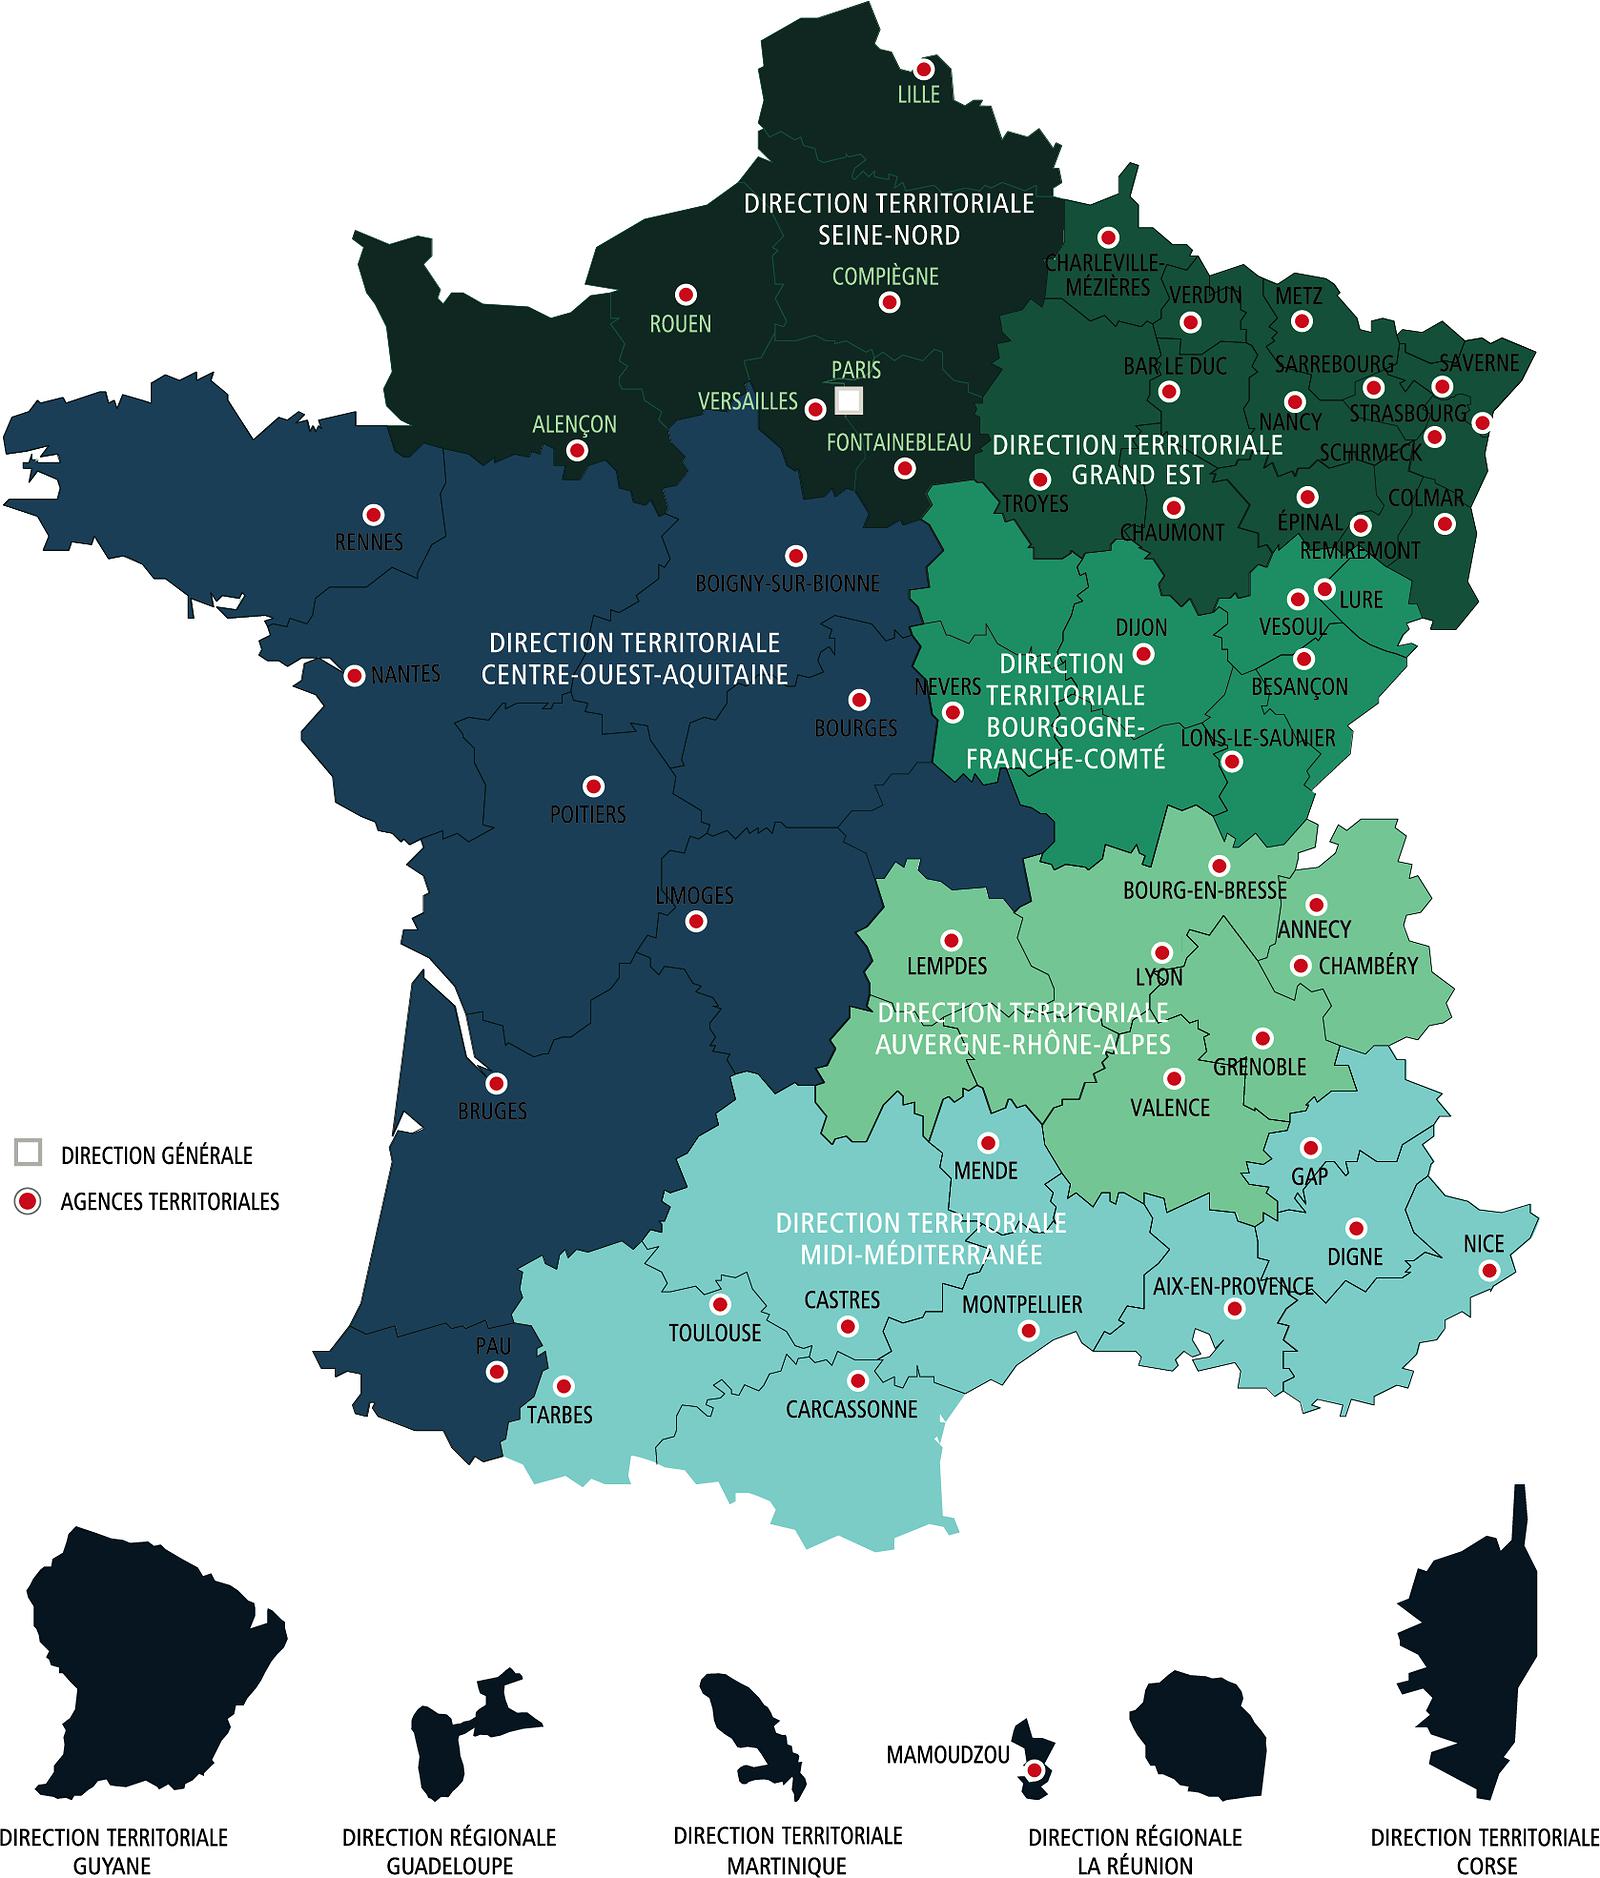 LILLE
DIRECTION TERRITORIALE
SEINE-NORD
COMPIÈGNE
ROUEN
PARIS
VERSAILLES
ALENÇON
FONTAINEBLEAU
CHARLEVILLE-
MÉZIÈRES
VERDUN
METZ
BAR LE DUC
SARREBOURG
SAVERNE
NANCY
STRASBOURG
SCHIRMECK
DIRECTION TERRITORIALE
GRAND EST
TROYES
CHAUMONT
ÉPINAL
COLMAR
REMIREMONT
RENNES
BOIGNY-SUR-BIONNE
DIRECTION TERRITORIALE
CENTRE-OUEST-AQUITAINE
NANTES
BOURGES
POITIERS
LIMOGES
BRUGES
PAU
LURE
VESOUL
DIJON
DIRECTION
TERRITORIALE
BOURGOGNE-
FRANCHE-COMTÉ
NEVERS
BESANÇON
LONS-LE-SAUNIER
BOURG-EN-BRESSE
ANNECY
CHAMBÉRY
LEMPDES
LYON
DIRECTION TERRITORIALE
AUVERGNE-RHÔNE-ALPES
GRENOBLE
VALENCE
MENDE
GAP
DIRECTION TERRITORIALE
MIDI-MÉDITERRANÉE
DIGNE
NICE
AIX-EN-PROVENCE
CASTRES
MONTPELLIER
TOULOUSE
TARBES
CARCASSONNE
DIRECTION GÉNÉRALE
AGENCES TERRITORIALES
MAMOUDZOU
DIRECTION TERRITORIALE
GUYANE
DIRECTION RÉGIONALE
GUADELOUPE
DIRECTION TERRITORIALE
MARTINIQUE
DIRECTION RÉGIONALE
LA RÉUNION
DIRECTION TERRITORIALE
CORSE